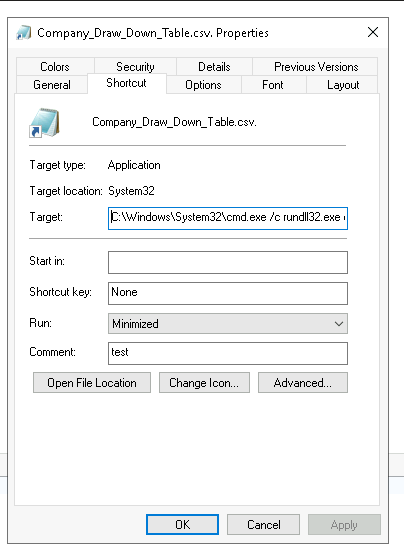 Company_Draw_Down_Table.csv. Properties
Colors Security Details Previous Versions
General Shortcut Options Font Layout
Company_Draw_Down_Table.csv.
Target type: Application
Target location: System32
Target: C:\Windows\System32\cmd.exe /c rundll32.exe
Start in:
Shortcut key: None
Run: Minimized
Comment: test
Open File Location Change Icon... Advanced...
OK Cancel Apply